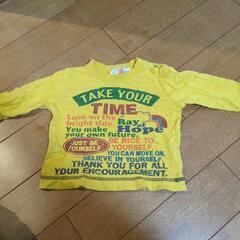 TAKE YOUR
TIME
Look on the
bright side.
Ray of
Hope
You make
your own future.
JUST BE
YOURSELF
BE NICE TO
YOURSELF.
YOU CAN MOVE ON.
BELIEVE IN YOURSELF.
THANK YOU FOR ALL
YOUR ENCOURAGEMENT.